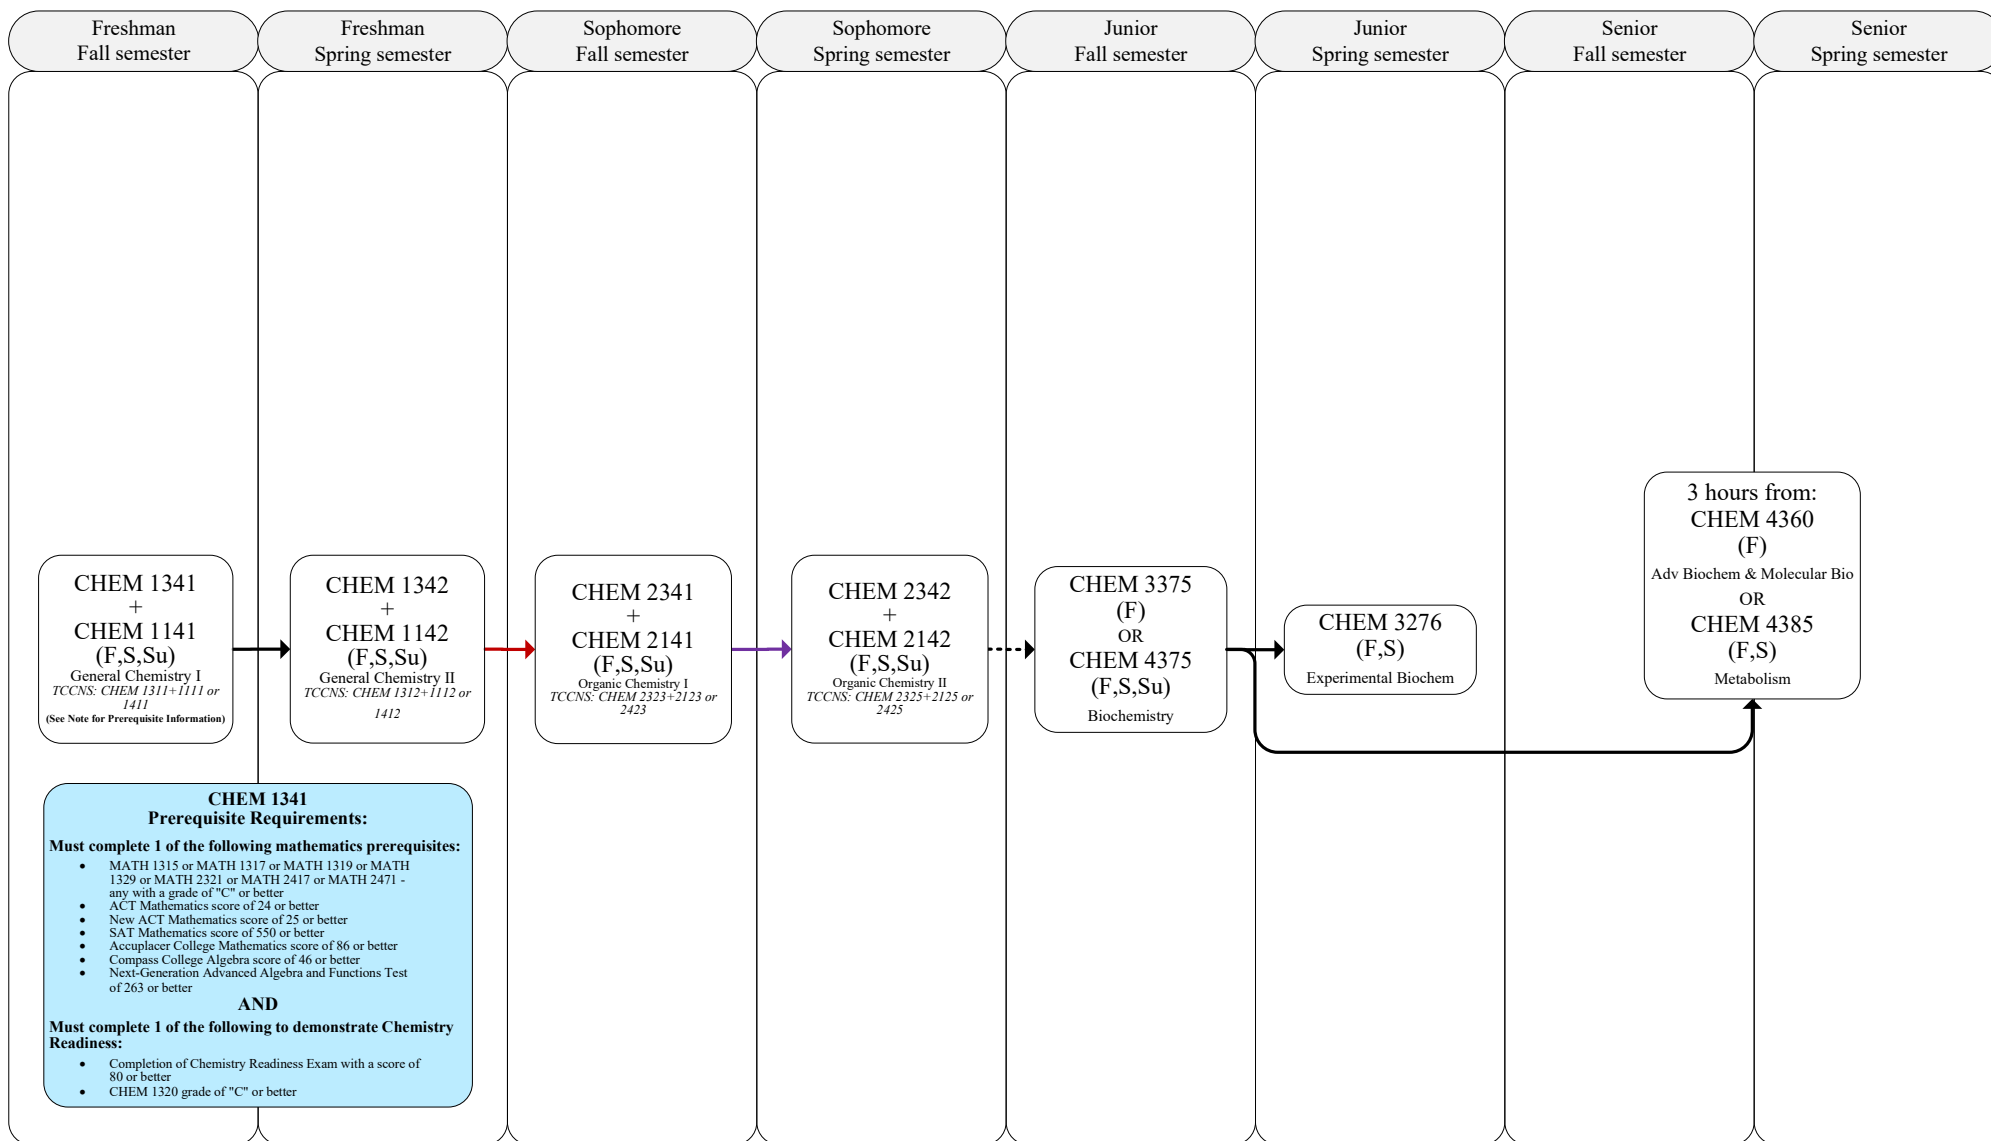 Freshman
Fall semester
Freshman
Spring semester
Sophomore
Fall semester
Sophomore
Spring semester
Junior
Fall semester
Junior
Spring semester
Senior
Fall semester
Senior
Spring semester
CHEM 1341
+
CHEM 1141
(F,S,Su)
General Chemistry I
TCCNS: CHEM 1311+1111 or
1411
(See Note for Prerequisite Information)
CHEM 1342
+
CHEM 1142
(F,S,Su)
General Chemistry II
TCCNS: CHEM 1312+1112 or
1412
CHEM 2341
+
CHEM 2141
(F,S,Su)
Organic Chemistry I
TCCNS: CHEM 2323+2123 or
2423
CHEM 2342
+
CHEM 2142
(F,S,Su)
Organic Chemistry II
TCCNS: CHEM 2325+2125 or
2425
CHEM 3375
(F)
OR
CHEM 4375
(F,S,Su)
Biochemistry
CHEM 3276
(F,S)
Experimental Biochem
3 hours from:
CHEM 4360
(F)
Adv Biochem & Molecular Bio
OR
CHEM 4385
(F,S)
Metabolism
CHEM 1341
Prerequisite Requirements:
Must complete 1 of the following mathematics prerequisites:
• MATH 1315 or MATH 1317 or MATH 1319 or MATH
1329 or MATH 2321 or MATH 2417 or MATH 2471 -
any with a grade of "C" or better
• ACT Mathematics score of 24 or better
• New ACT Mathematics score of 25 or better
• SAT Mathematics score of 550 or better
• Accuplacer College Mathematics score of 86 or better
• Compass College Algebra score of 46 or better
• Next-Generation Advanced Algebra and Functions Test
of 263 or better
AND
Must complete 1 of the following to demonstrate Chemistry
Readiness:
• Completion of Chemistry Readiness Exam with a score of
80 or better
• CHEM 1320 grade of "C" or better